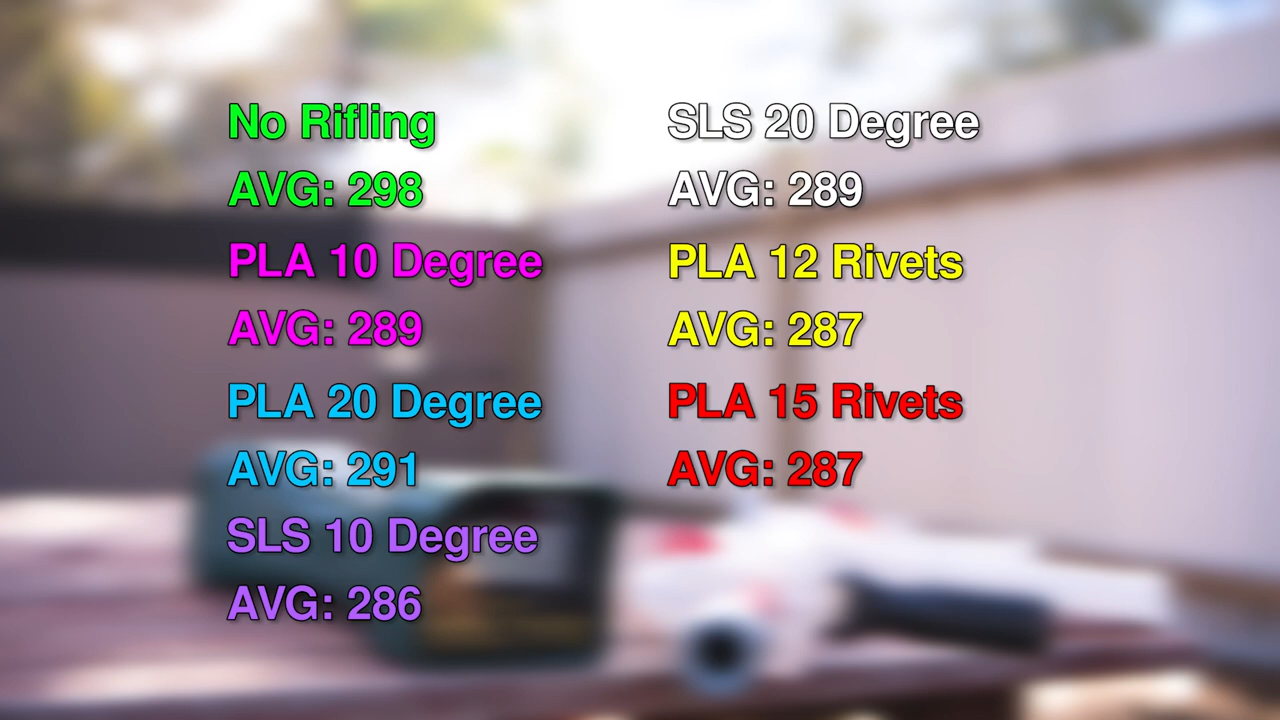 No Rifling
AVG: 298
PLA 10 Degree
AVG: 289
PLA 20 Degree
AVG: 291
SLS 10 Degree
AVG: 286
SLS 20 Degree
AVG: 289
PLA 12 Rivets
AVG: 287
PLA 15 Rivets
AVG: 287